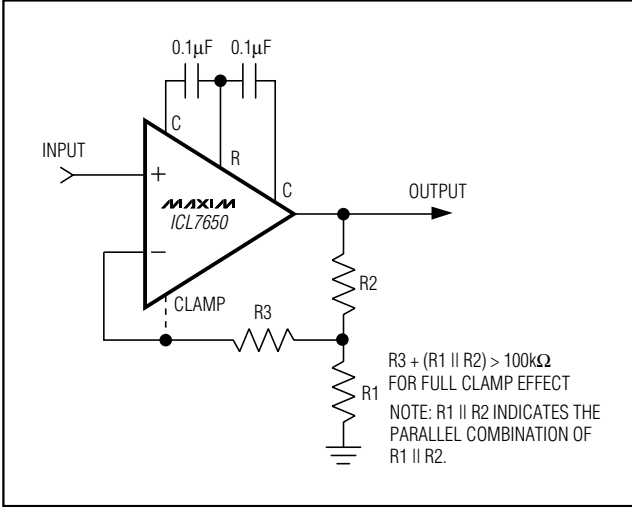 0.1µF 0.1µF
C
R
C
INPUT
+
MAXIM
ICL7650
OUTPUT
−
CLAMP
R2
R3
R1
R3 + (R1 || R2) > 100kΩ
FOR FULL CLAMP EFFECT
NOTE: R1 || R2 INDICATES THE
PARALLEL COMBINATION OF
R1 || R2.